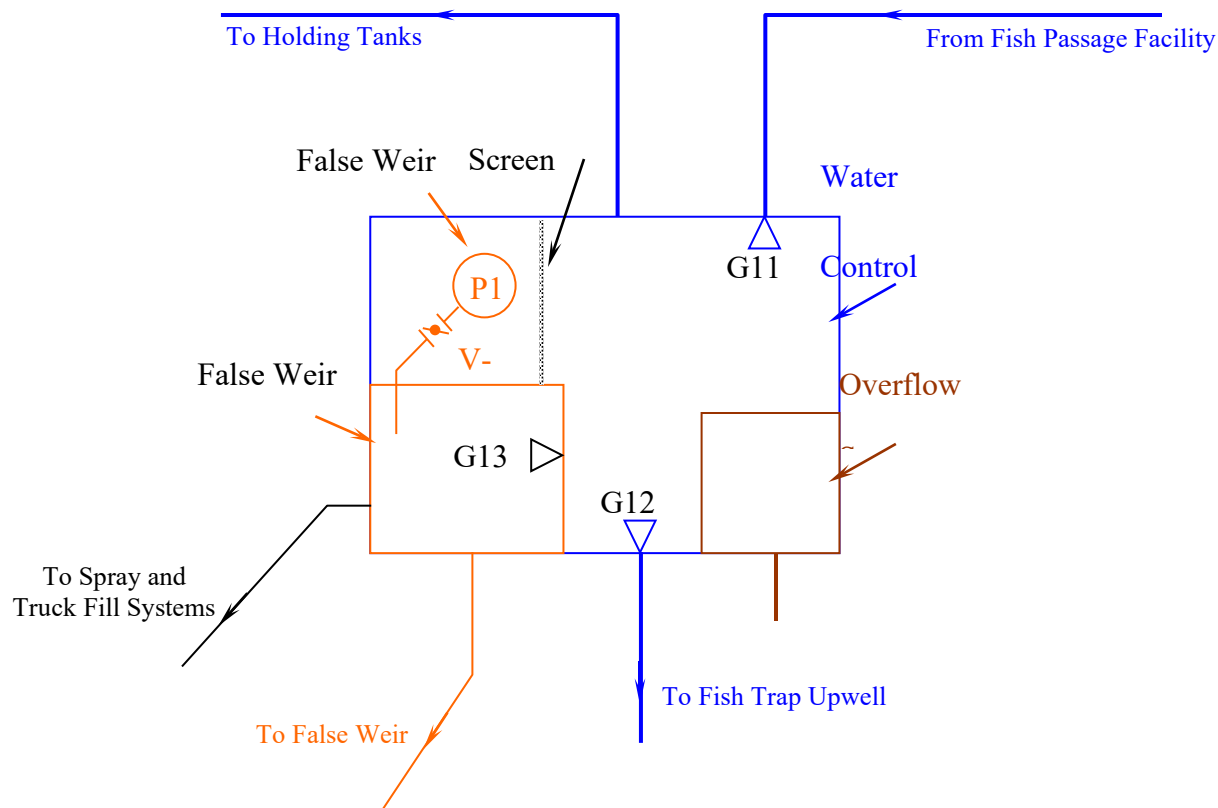 To Holding Tanks
From Fish Passage Facility
False Weir
Screen
Water
P1
G11
Control
V-
False Weir
Overflow
G13
~
G12
To Spray and
Truck Fill Systems
To Fish Trap Upwell
To False Weir